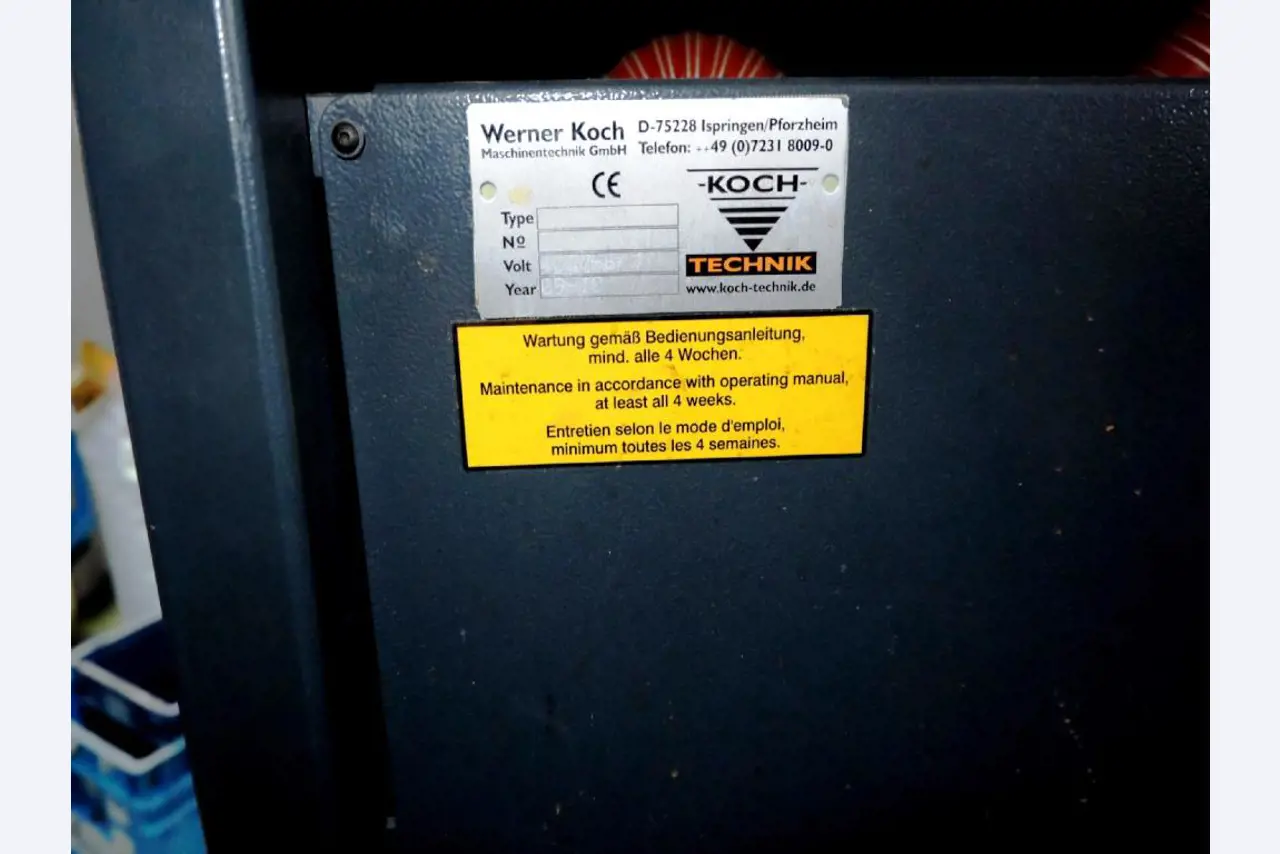 Werner Koch
Maschinentechnik GmbH
D-75228 Ispringen/Pforzheim
Telefon: ++49 (0)7231 8009-0
CE
-KOCH-
TECHNIK
www.koch-technik.de
Type
Nº
Volt
Year
Wartung gemäß Bedienungsanleitung,
mind. alle 4 Wochen.
Maintenance in accordance with operating manual,
at least all 4 weeks.
Entretien selon le mode d'emploi,
minimum toutes les 4 semaines.